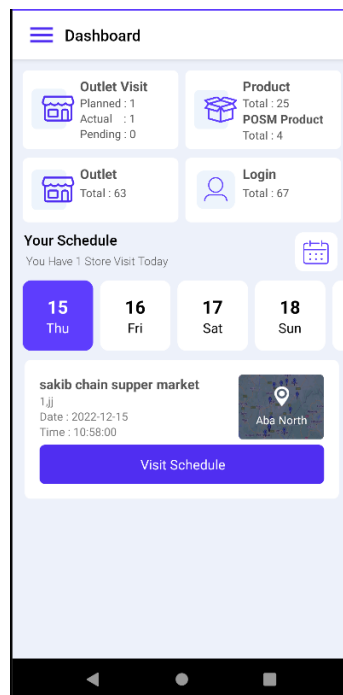 Dashboard
Outlet Visit
Planned : 1
Actual : 1
Pending : 0
Product
Total : 25
POSM Product
Total : 4
Outlet
Total : 63
Login
Total : 67
Your Schedule
You Have 1 Store Visit Today
15
Thu
16
Fri
17
Sat
18
Sun
sakib chain supper market
1,jj
Date : 2022-12-15
Time : 10:58:00
Aba North
Visit Schedule